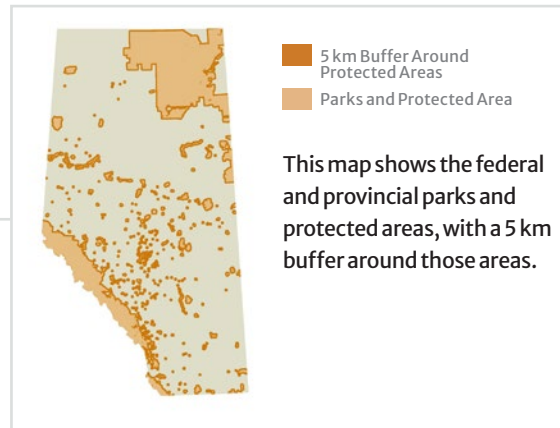 5 km Buffer Around
Protected Areas
Parks and Protected Area
This map shows the federal
and provincial parks and
protected areas, with a 5 km
buffer around those areas.